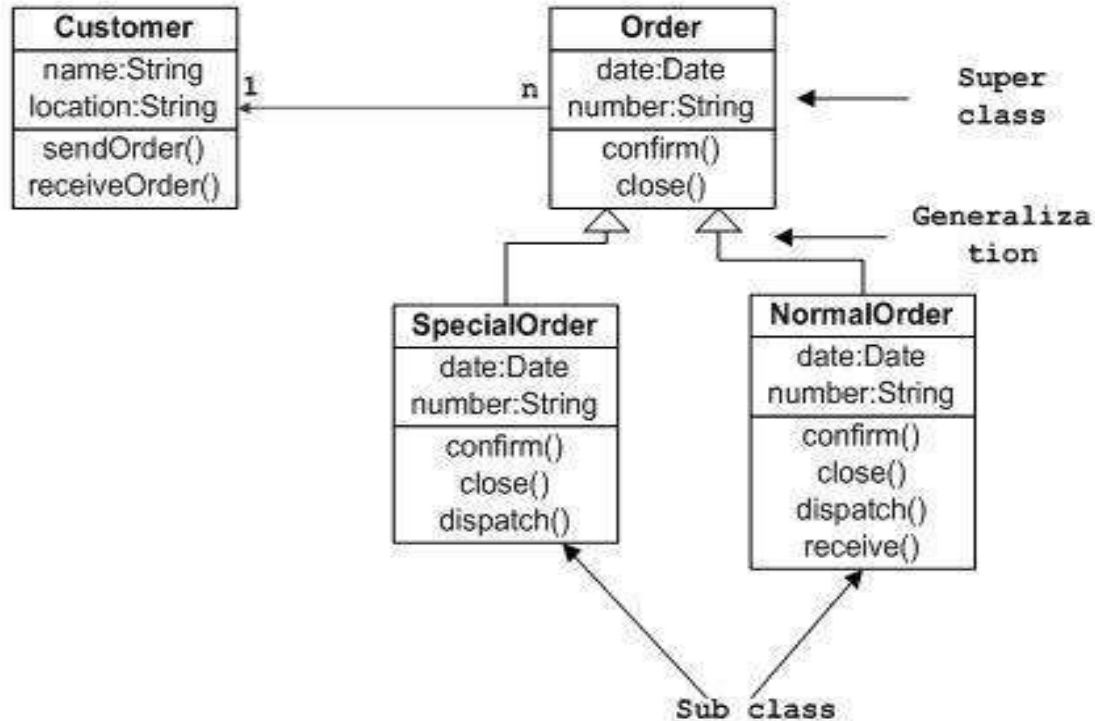 Customer
name:String
location:String
sendOrder()
receiveOrder()
1
n
Order
date:Date
number:String
confirm()
close()
Super
class
Generaliza
tion
SpecialOrder
date:Date
number:String
confirm()
close()
dispatch()
NormalOrder
date:Date
number:String
confirm()
close()
dispatch()
receive()
Sub class